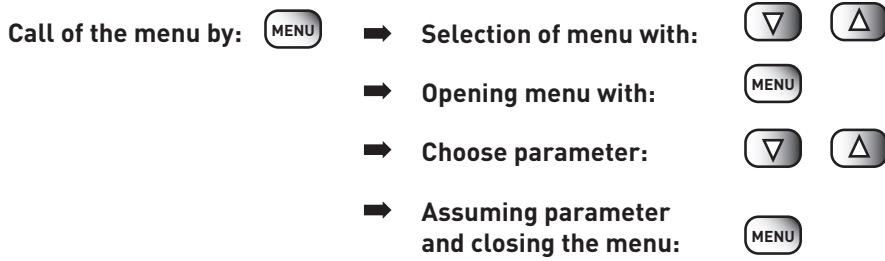 Call of the menu by: MENU ➡ Selection of menu with: ▽ △
➡ Opening menu with: MENU
➡ Choose parameter: ▽ △
➡ Assuming parameter
and closing the menu: MENU